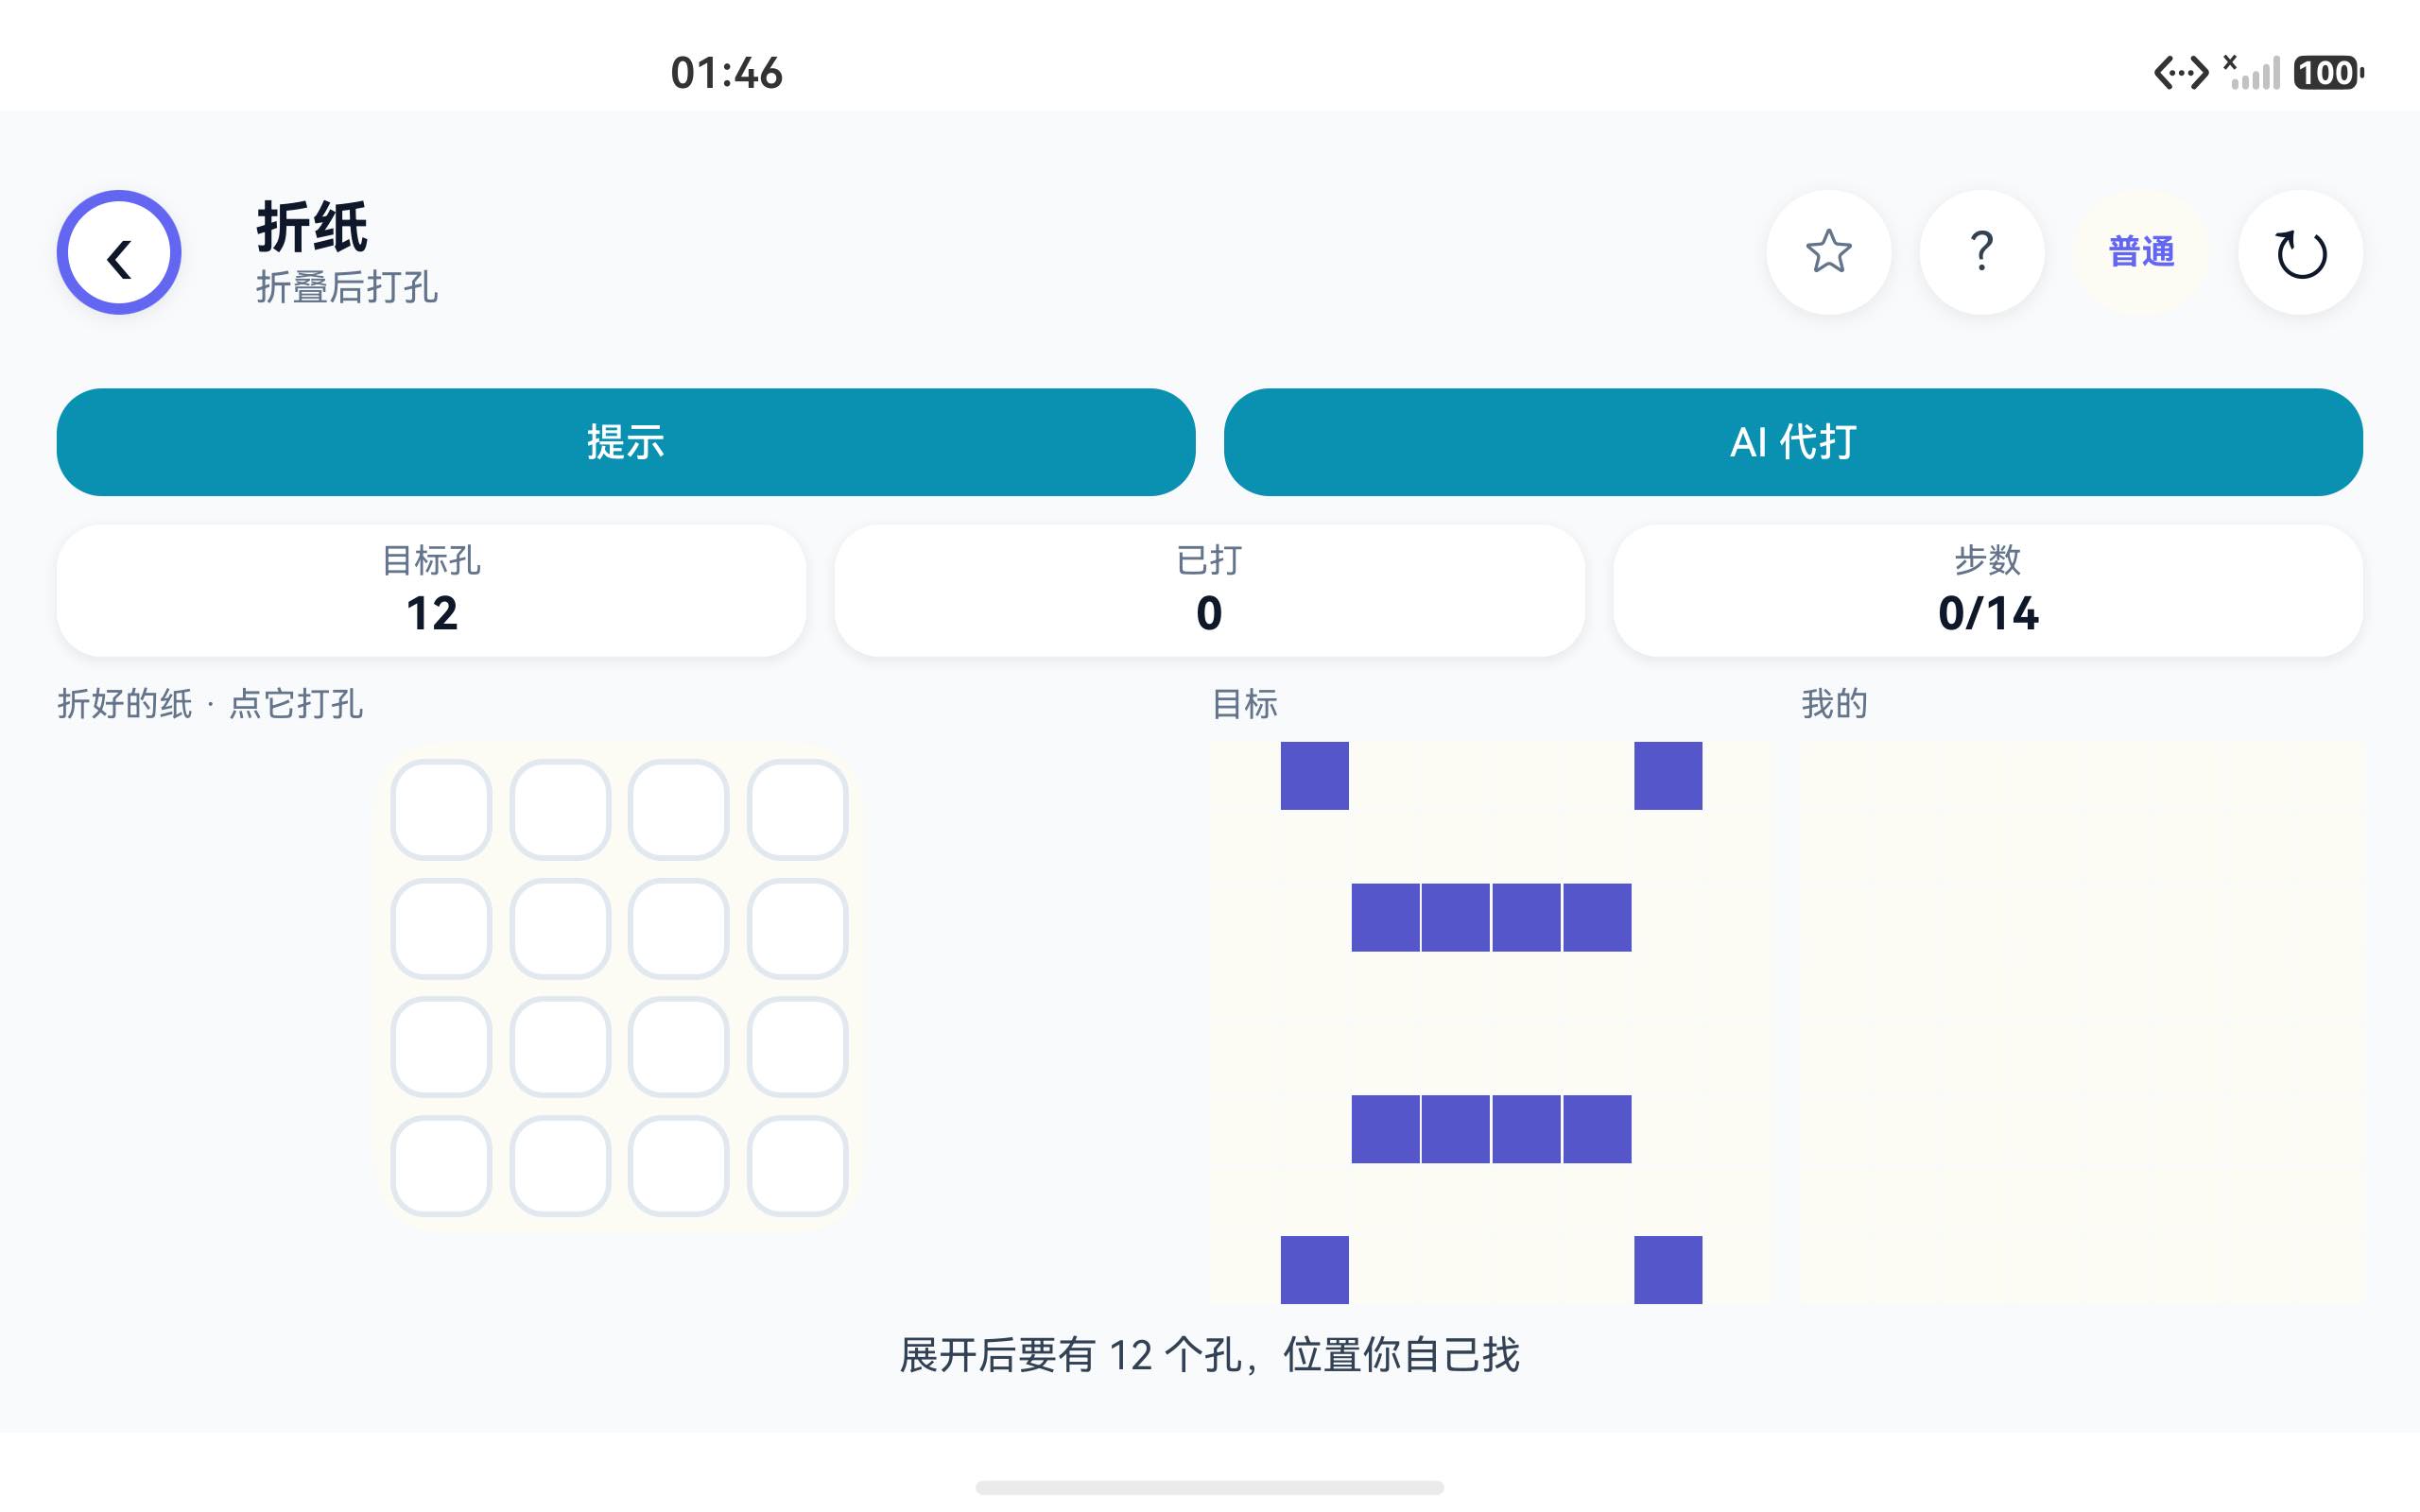 01:46
100
折纸
折叠后打孔
?
普通
提示
AI 代打
目标孔
12
已打
0
步数
0/14
折好的纸 · 点它打孔
目标
我的
展开后要有 12 个孔，位置你自己找